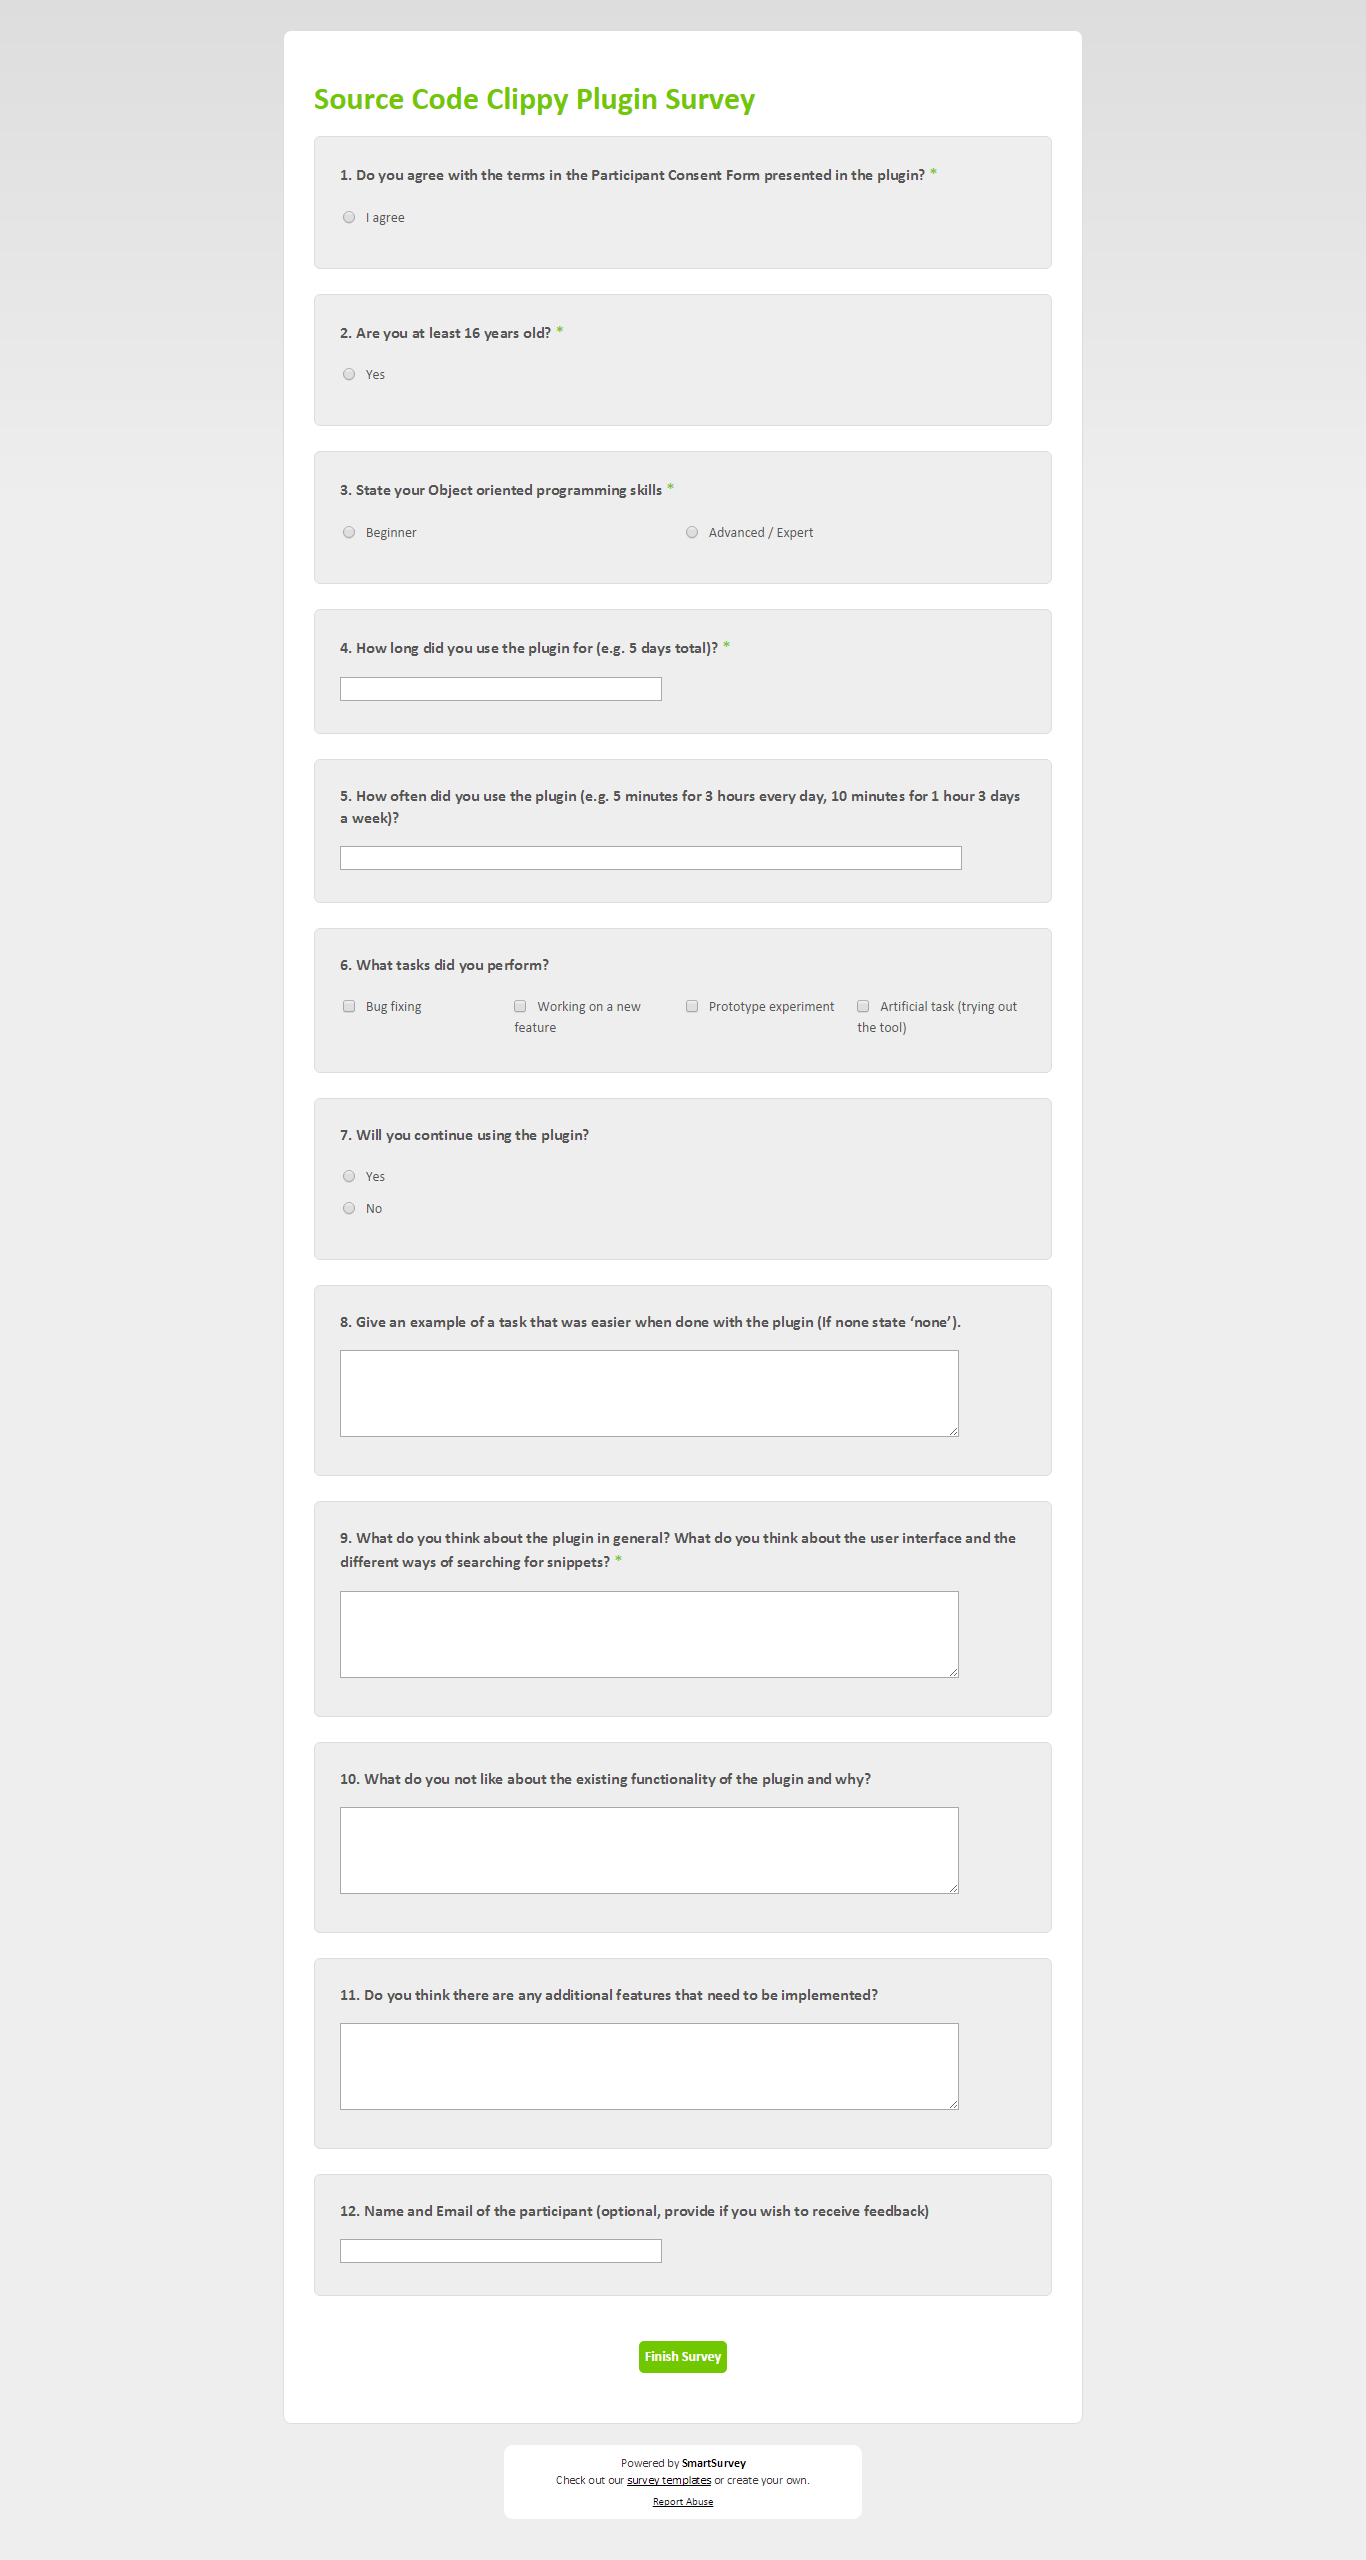 Source Code Clippy Plugin Survey
1. Do you agree with the terms in the Participant Consent Form presented in the plugin? *
I agree
2. Are you at least 16 years old? *
Yes
3. State your Object oriented programming skills *
Beginner Advanced / Expert
4. How long did you use the plugin for (e.g. 5 days total)? *
5. How often did you use the plugin (e.g. 5 minutes for 3 hours every day, 10 minutes for 1 hour 3 days
a week)?
6. What tasks did you perform?
Bug fixing Working on a new Prototype experiment Artificial task (trying out
feature the tool)
7. Will you continue using the plugin?
Yes
No
8. Give an example of a task that was easier when done with the plugin (If none state ‘none’).
9. What do you think about the plugin in general? What do you think about the user interface and the
different ways of searching for snippets? *
10. What do you not like about the existing functionality of the plugin and why?
11. Do you think there are any additional features that need to be implemented?
12. Name and Email of the participant (optional, provide if you wish to receive feedback)
Finish Survey
Powered by SmartSurvey
Check out our survey templates or create your own.
Report Abuse